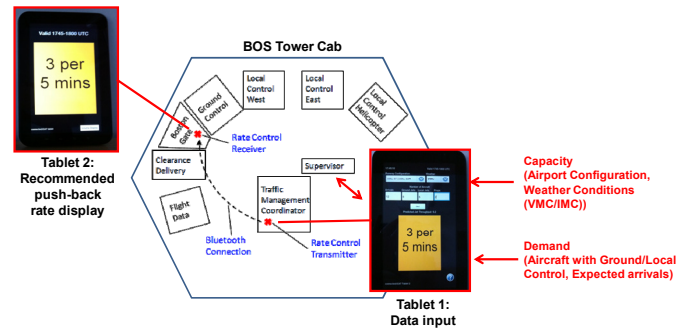 BOS Tower Cab
Valid 1745-1800 UTC
3 per
5 mins
Tablet 2:
Recommended
push-back
rate display
Boston
Gate
Ground
Control
Local
Control
West
Local
Control
East
Local
Control
Helicopter
Rate Control
Receiver
Clearance
Delivery
Supervisor
Flight
Data
Traffic
Management
Coordinator
Bluetooth
Connection
Rate Control
Transmitter
3 per
5 mins
Tablet 1:
Data input
Capacity
(Airport Configuration,
Weather Conditions
(VMC/IMC))
Demand
(Aircraft with Ground/Local
Control, Expected arrivals)